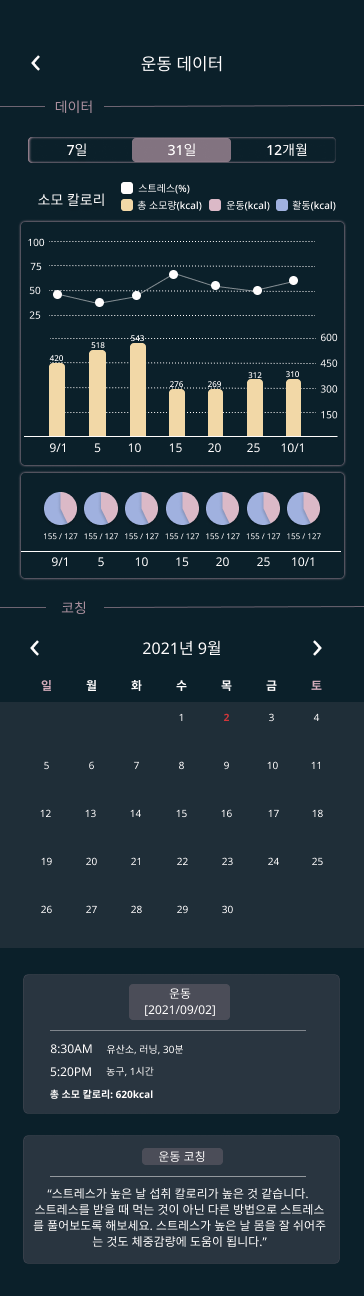 운동 데이터
데이터
7일 31일 12개월
소모 칼로리
스트레스(%)
총 소모량(kcal) 운동(kcal) 활동(kcal)
100
75
50
25
600
450
300
150
420 518 543 276 269 312 310
9/1 5 10 15 20 25 10/1
155 / 127 155 / 127 155 / 127 155 / 127 155 / 127 155 / 127 155 / 127
9/1 5 10 15 20 25 10/1
코칭
2021년 9월
일 월 화 수 목 금 토
1 2 3 4
5 6 7 8 9 10 11
12 13 14 15 16 17 18
19 20 21 22 23 24 25
26 27 28 29 30
운동
[2021/09/02]
8:30AM 유산소, 러닝, 30분
5:20PM 농구, 1시간
총 소모 칼로리: 620kcal
운동 코칭
“스트레스가 높은 날 섭취 칼로리가 높은 것 같습니다.
스트레스를 받을 때 먹는 것이 아닌 다른 방법으로 스트레스
를 풀어보도록 해보세요. 스트레스가 높은 날 몸을 잘 쉬어주
는 것도 체중감량에 도움이 됩니다.”